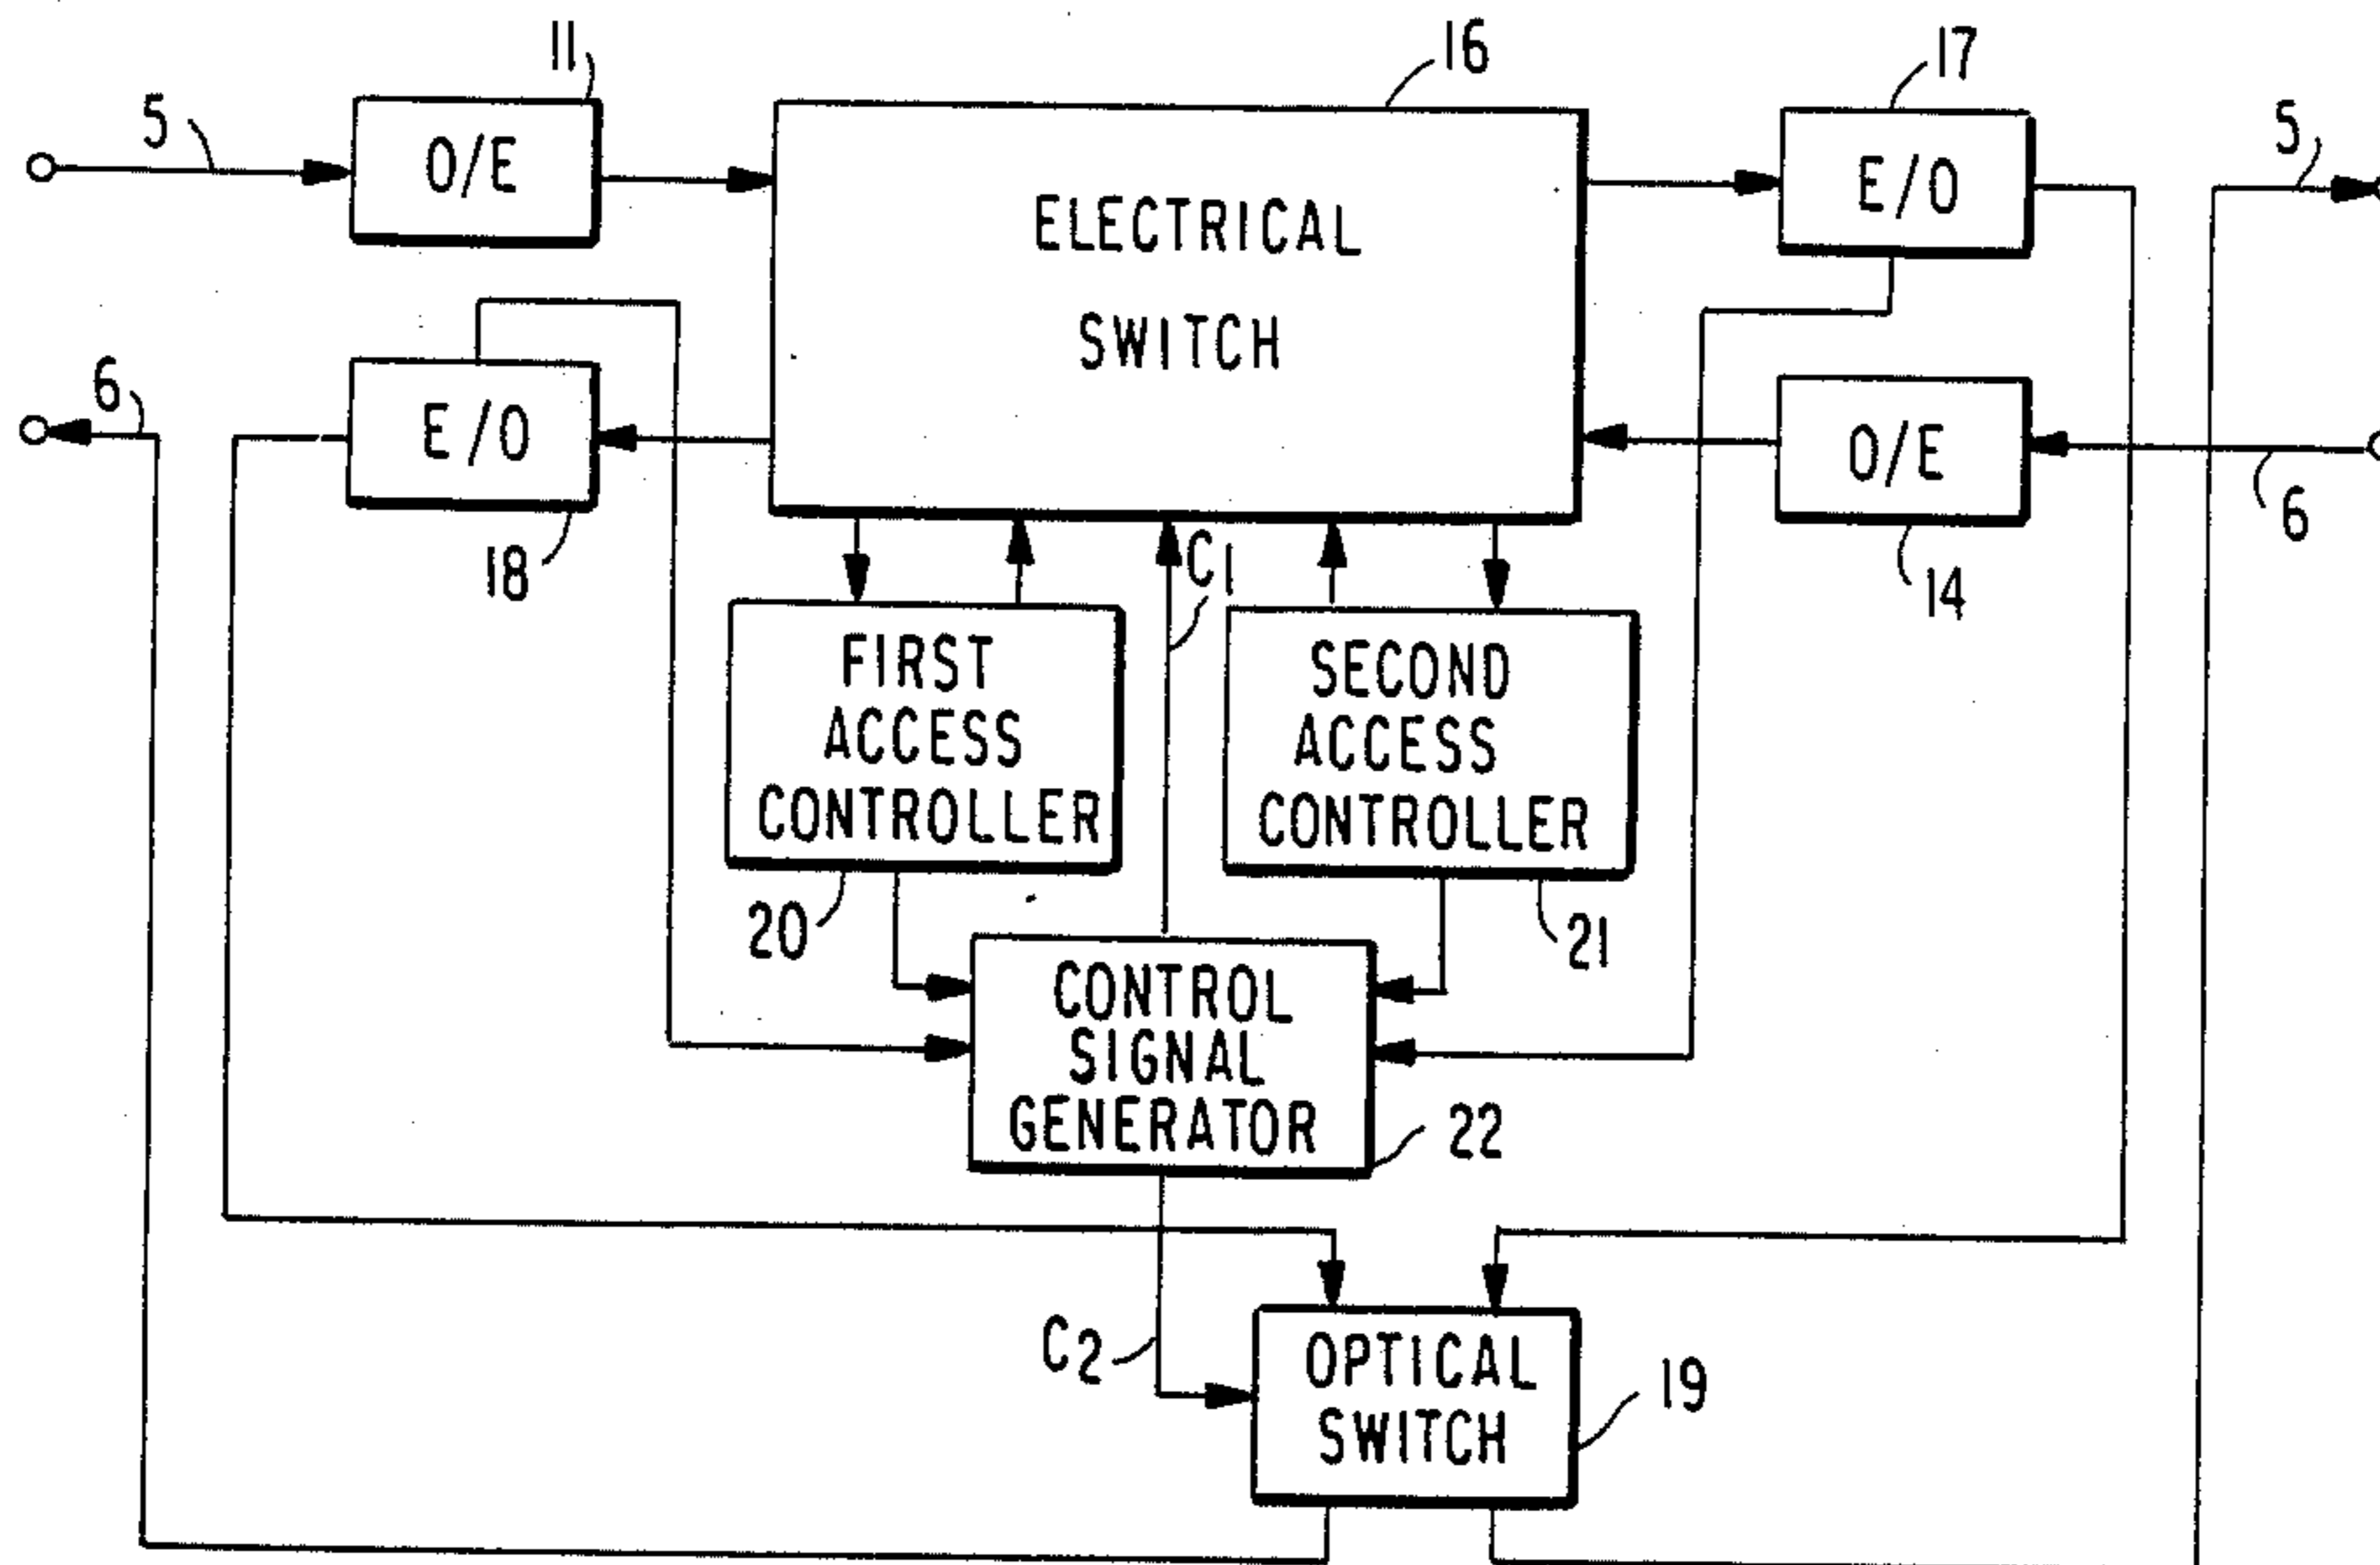 11
16
17
5
O/E
E/O
5
ELECTRICAL
SWITCH
6
E/O
O/E
6
18
14
C1
FIRST
ACCESS
CONTROLLER
SECOND
ACCESS
CONTROLLER
20
21
CONTROL
SIGNAL
GENERATOR
22
C2
OPTICAL
SWITCH
19